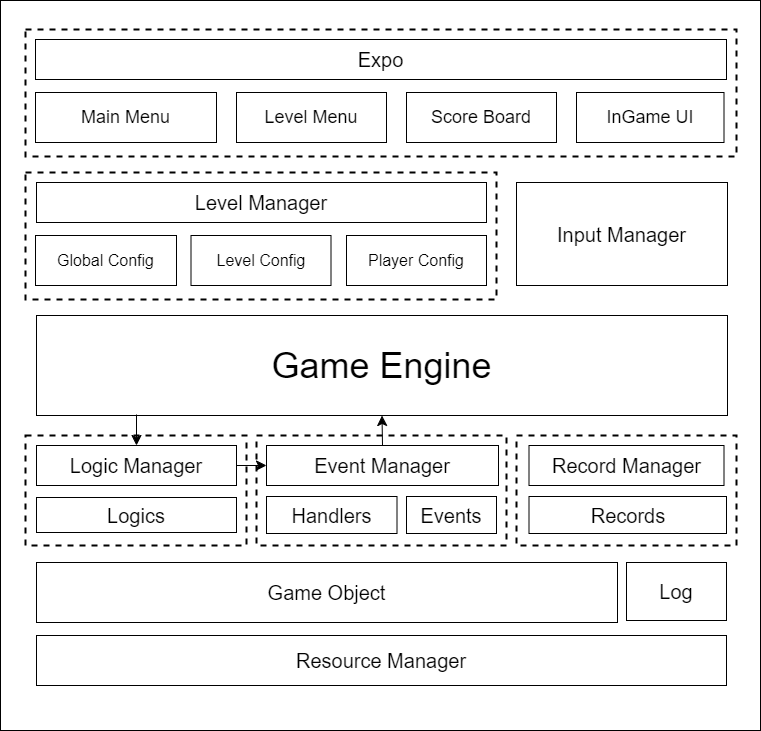 Expo
Main Menu
Level Menu
Score Board
InGame UI
Level Manager
Global Config
Level Config
Player Config
Input Manager
Game Engine
Logic Manager
Logics
Event Manager
Handlers
Events
Record Manager
Records
Game Object
Log
Resource Manager